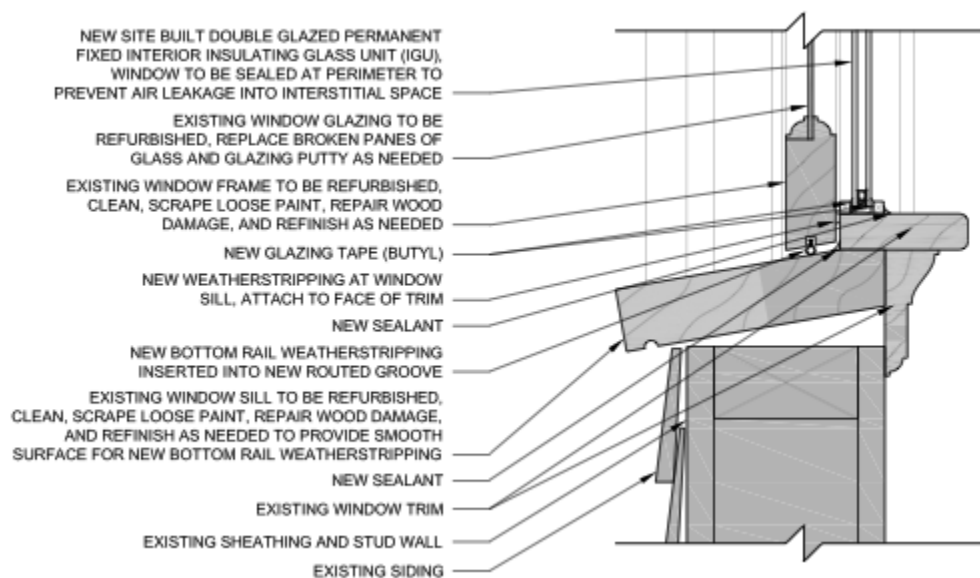 NEW SITE BUILT DOUBLE GLAZED PERMANENT
FIXED INTERIOR INSULATING GLASS UNIT (IGU),
WINDOW TO BE SEALED AT PERIMETER TO
PREVENT AIR LEAKAGE INTO INTERSTITIAL SPACE
EXISTING WINDOW GLAZING TO BE
REFURBISHED, REPLACE BROKEN PANES OF
GLASS AND GLAZING PUTTY AS NEEDED
EXISTING WINDOW FRAME TO BE REFURBISHED,
CLEAN, SCRAPE LOOSE PAINT, REPAIR WOOD
DAMAGE, AND REFINISH AS NEEDED
NEW GLAZING TAPE (BUTYL)
NEW WEATHERSTRIPPING AT WINDOW
SILL, ATTACH TO FACE OF TRIM
NEW SEALANT
NEW BOTTOM RAIL WEATHERSTRIPPING
INSERTED INTO NEW ROUTED GROOVE
EXISTING WINDOW SILL TO BE REFURBISHED,
CLEAN, SCRAPE LOOSE PAINT, REPAIR WOOD DAMAGE,
AND REFINISH AS NEEDED TO PROVIDE SMOOTH
SURFACE FOR NEW BOTTOM RAIL WEATHERSTRIPPING
NEW SEALANT
EXISTING WINDOW TRIM
EXISTING SHEATHING AND STUD WALL
EXISTING SIDING